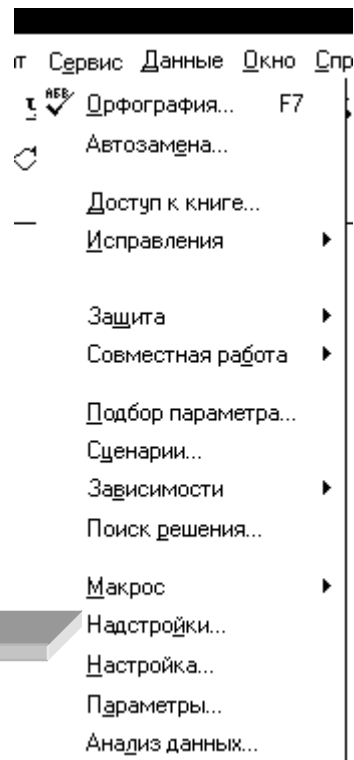 т Сервис Данные Окно Спр
Орфография... F7
Автозамена...
Доступ к книге...
Исправления
Защита
Совместная работа
Подбор параметра...
Сценарии...
Зависимости
Поиск решения...
Макрос
Надстройки...
Настройка...
Параметры...
Анализ данных...